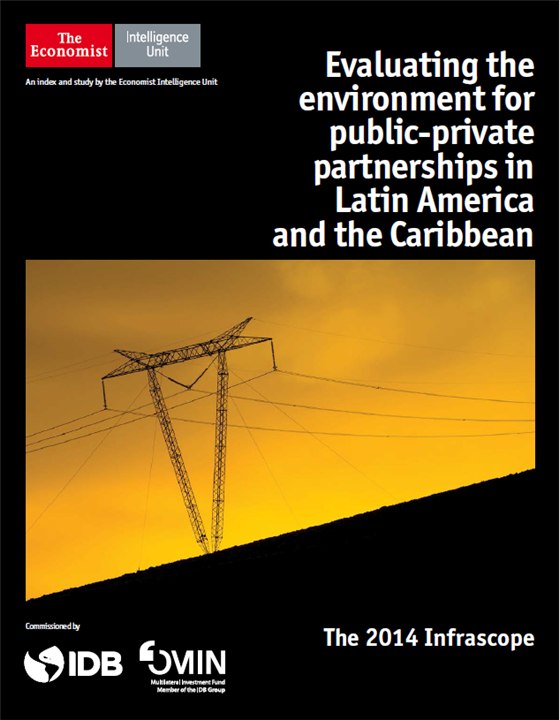 The
Economist
Intelligence
Unit
An index and study by the Economist Intelligence Unit
Evaluating the
environment for
public-private
partnerships in
Latin America
and the Caribbean
Commissioned by
The 2014 Infrascope
IDB
FOMIN
Multilateral Investment Fund
Member of the IDB Group